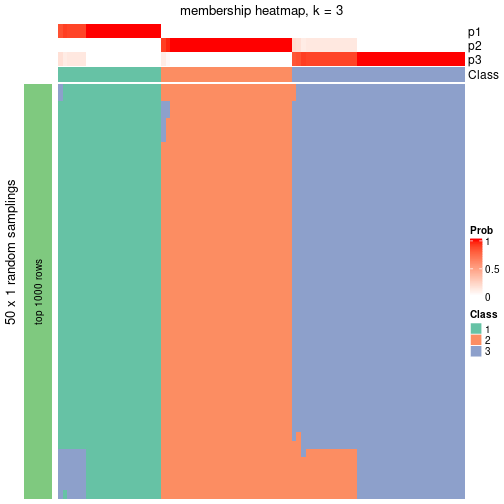 membership heatmap, k = 3
p1
p2
p3
Class
50 x 1 random samplings
top 1000 rows
Prob
1
0.5
0
Class
1
2
3